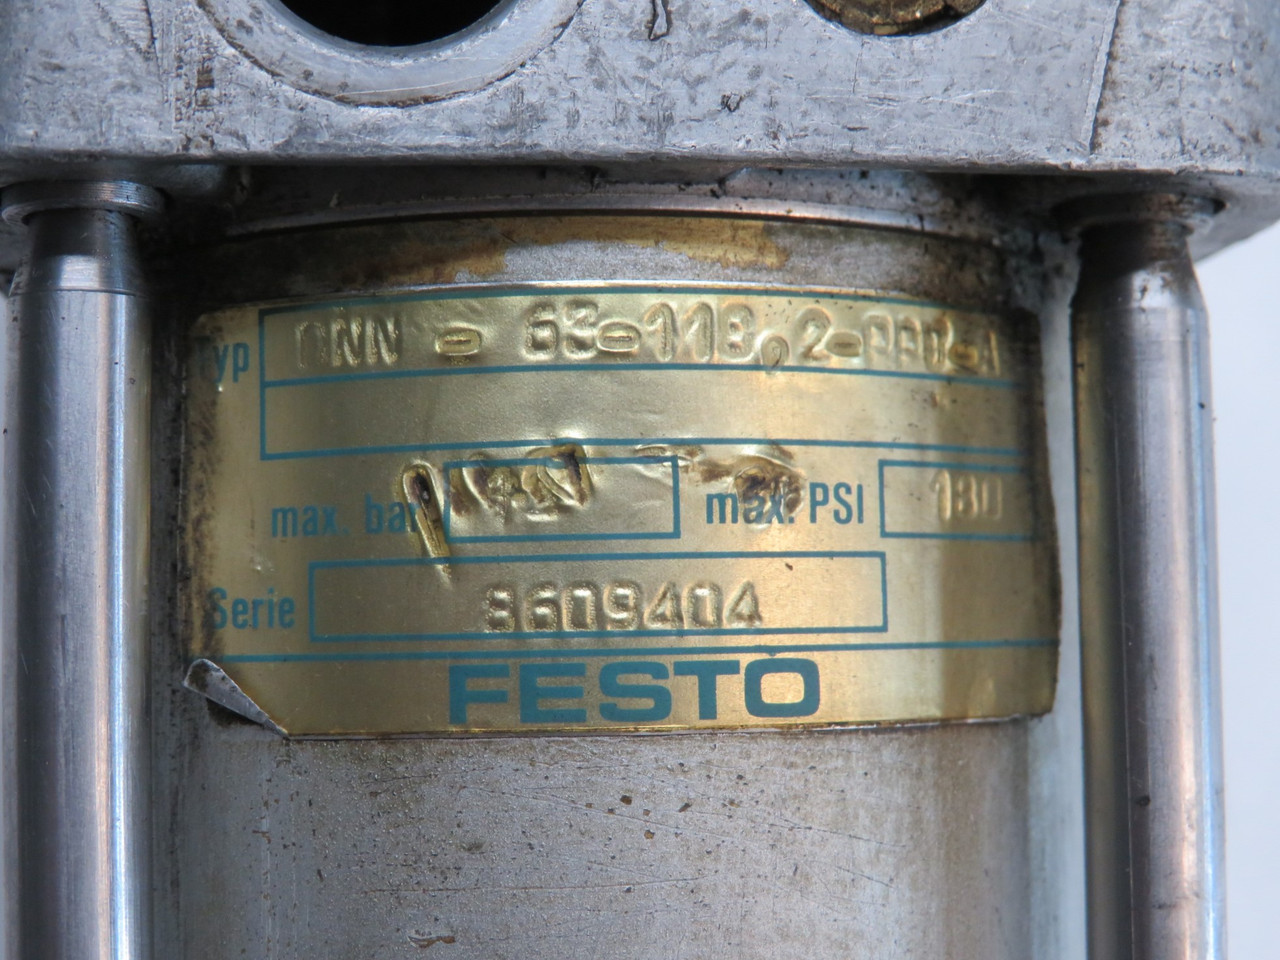 Typ DNN - 63-118,2-PPV-A
max. bar max. PSI 180
Serie 8609404
FESTO